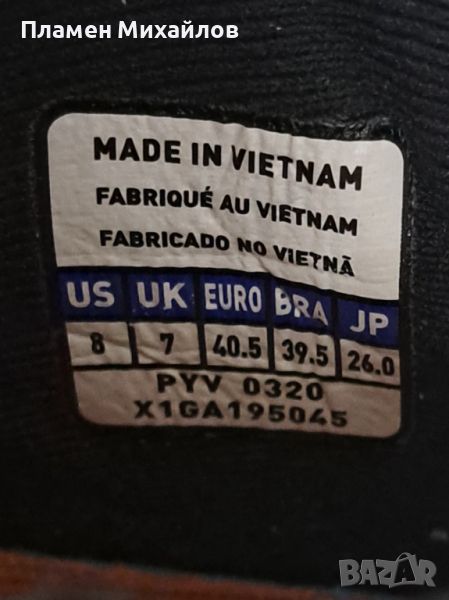 Пламен Михайлов
MADE IN VIETNAM
FABRIQUÉ AU VIETNAM
FABRICADO NO VIETNÃ
US UK EURO BRA JP
8 7 40.5 39.5 26.0
PYV 0320
X1GA195045
BAZAR